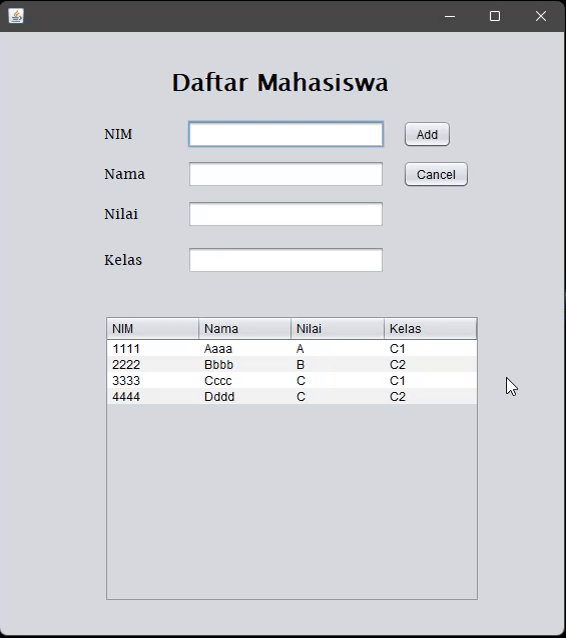 Daftar Mahasiswa
NIM Add
Nama Cancel
Nilai
Kelas
NIM Nama Nilai Kelas
1111 Aaaa A C1
2222 Bbbb B C2
3333 Cccc C C1
4444 Dddd C C2